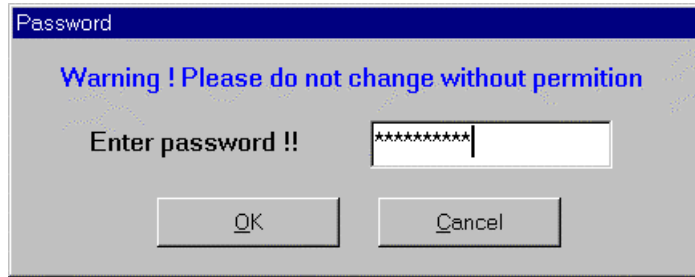 Password
Warning ! Please do not change without permition
Enter password !! **********
OK Cancel